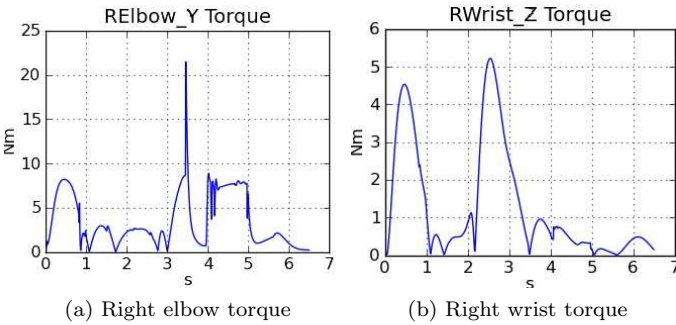 RElbow_Y Torque
25
20
15
10
5
0
Nm
0 1 2 3 4 5 6 7
s
(a) Right elbow torque
RWrist_Z Torque
6
5
4
3
2
1
0
Nm
0 1 2 3 4 5 6 7
s
(b) Right wrist torque